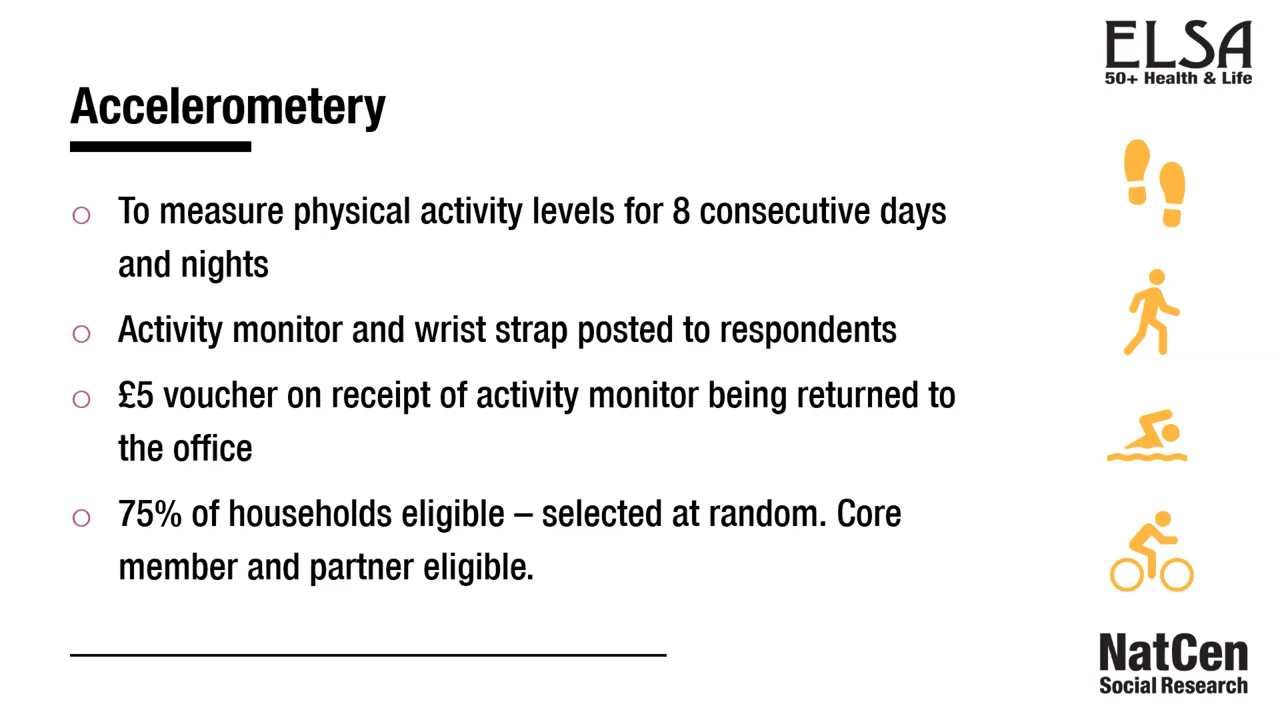 ELSA
50+ Health & Life
Accelerometery
To measure physical activity levels for 8 consecutive days
and nights
Activity monitor and wrist strap posted to respondents
£5 voucher on receipt of activity monitor being returned to
the office
75% of households eligible – selected at random. Core
member and partner eligible.
NatCen
Social Research